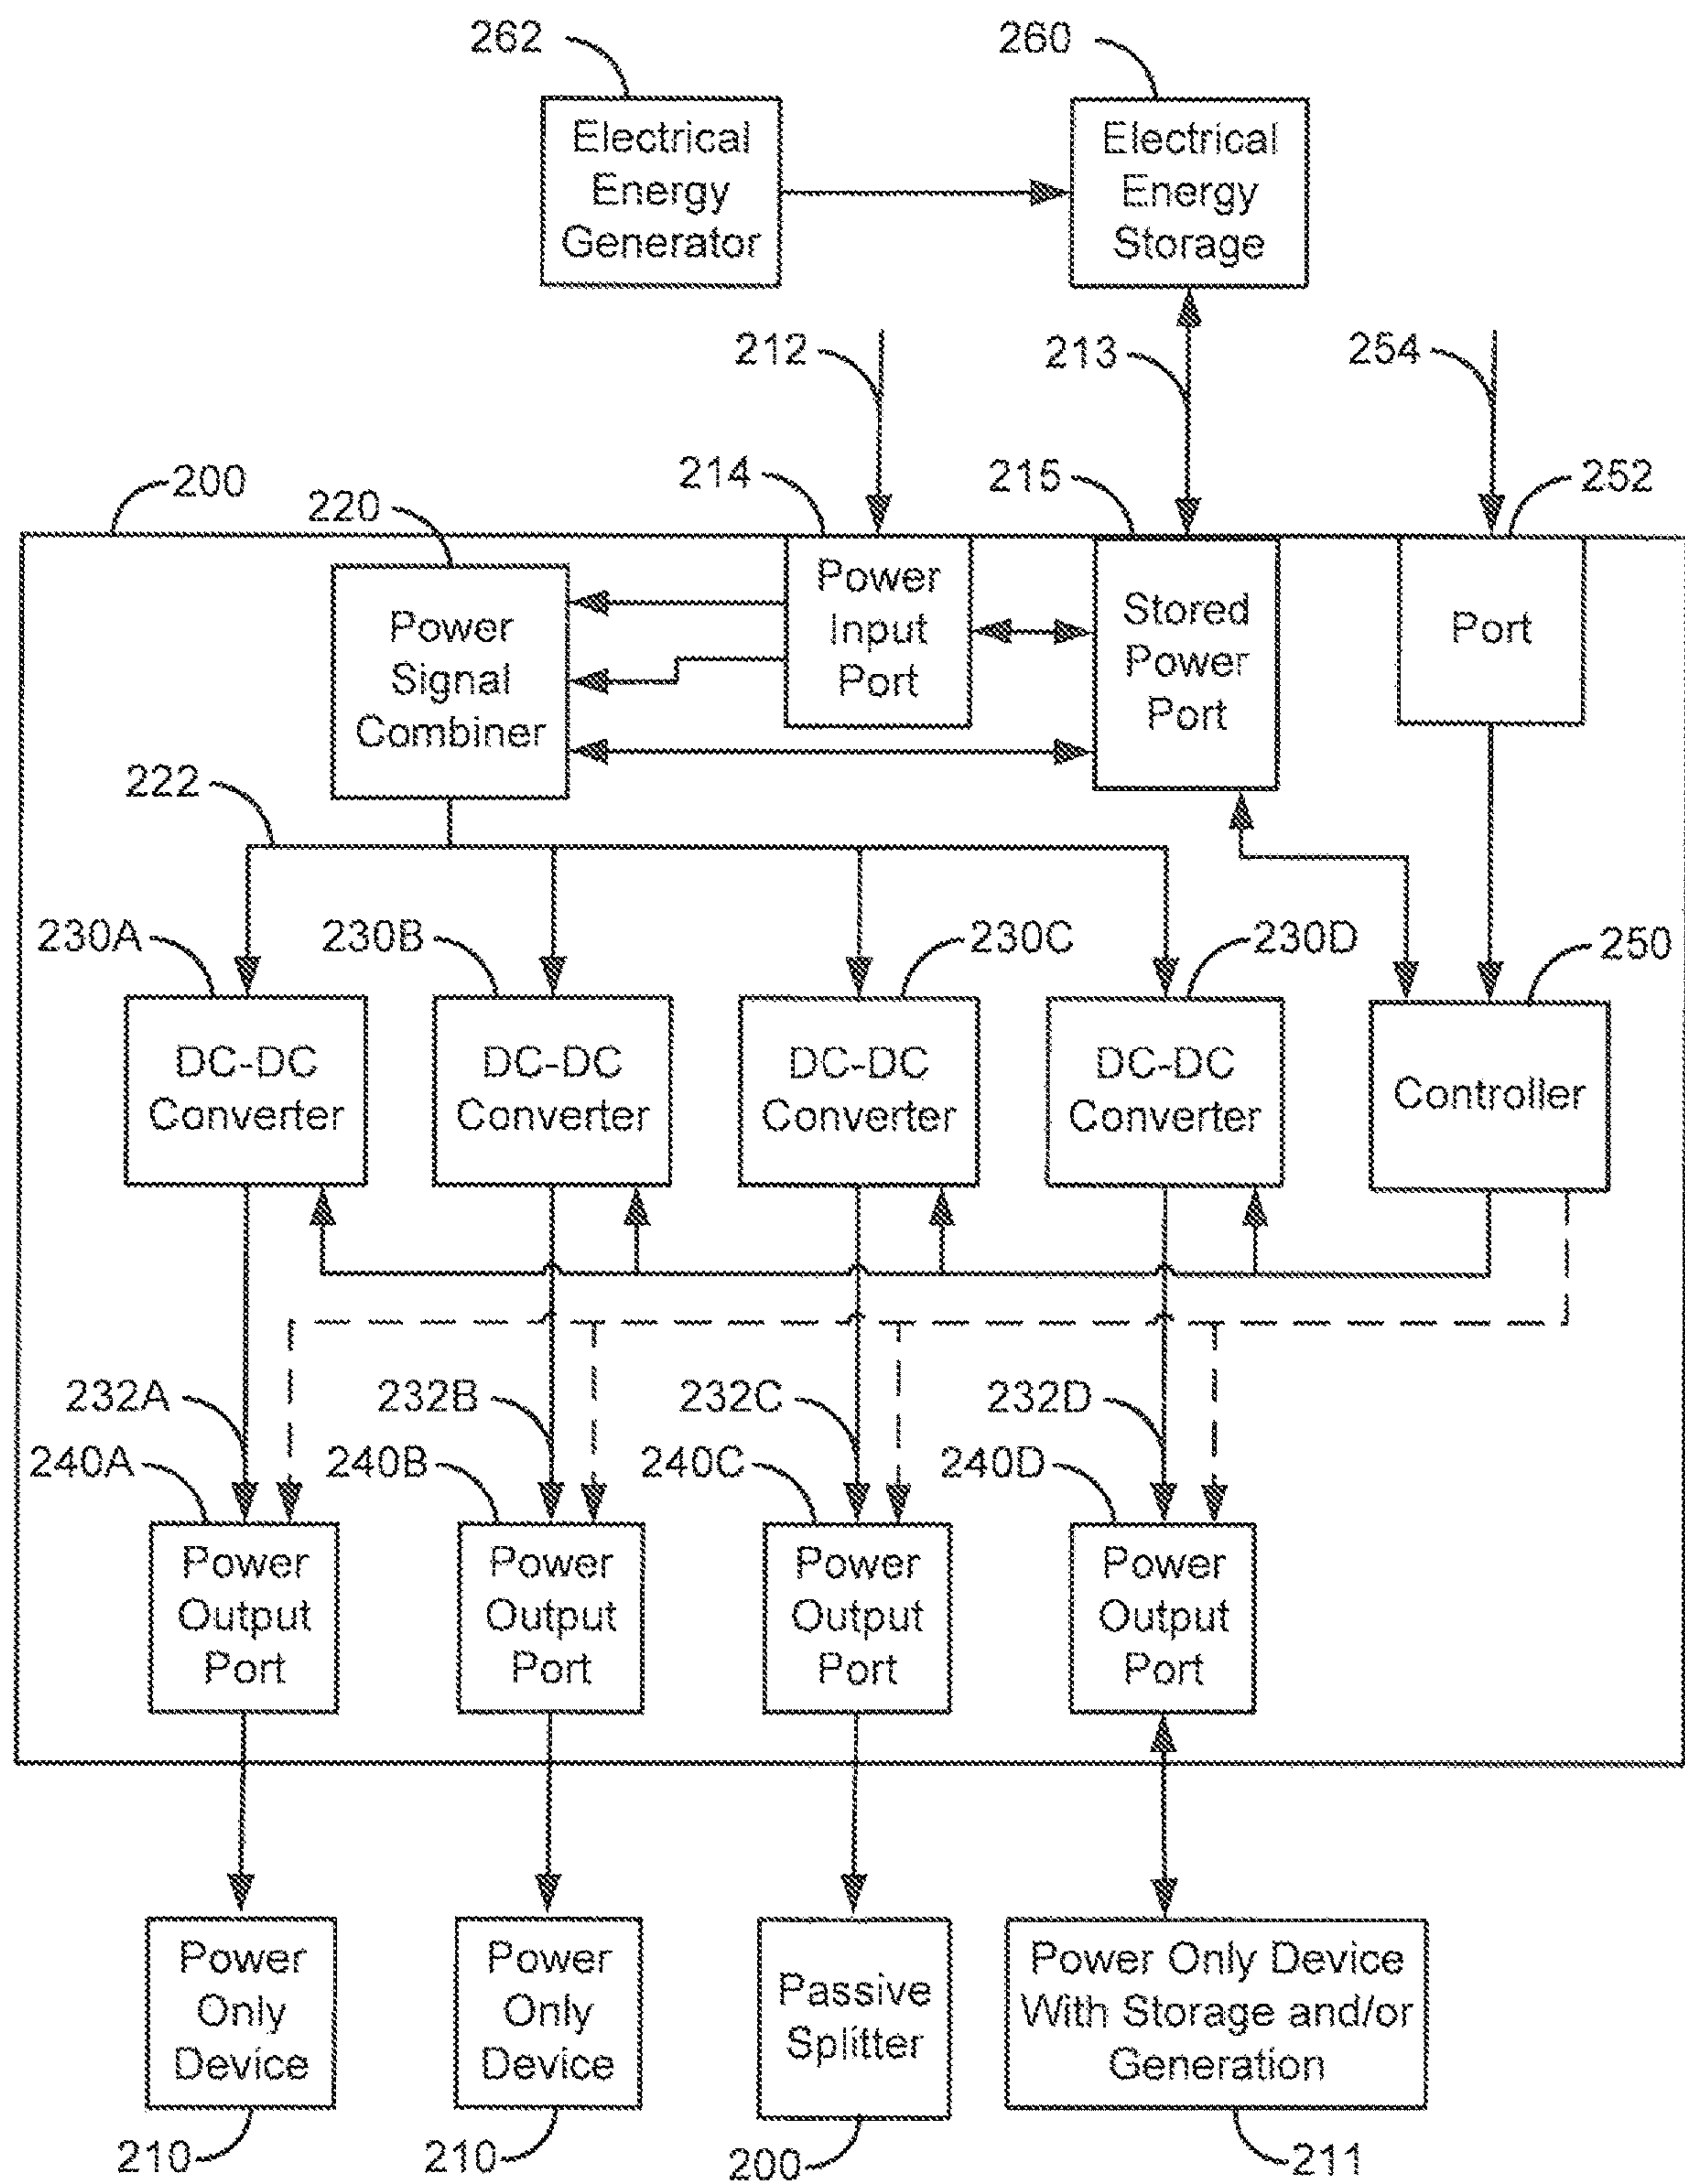 262
260
Electrical
Energy
Generator
Electrical
Energy
Storage
212
213
254
200
220
214
215
252
Power
Signal
Combiner
Power
Input
Port
Stored
Power
Port
Port
222
230A
230B
230C
230D
250
DC-DC
Converter
DC-DC
Converter
DC-DC
Converter
DC-DC
Converter
Controller
232A
232B
232C
232D
240A
240B
240C
240D
Power
Output
Port
Power
Output
Port
Power
Output
Port
Power
Output
Port
Power
Only
Device
Power
Only
Device
Passive
Splitter
Power Only Device
With Storage and/or
Generation
210
210
200
211